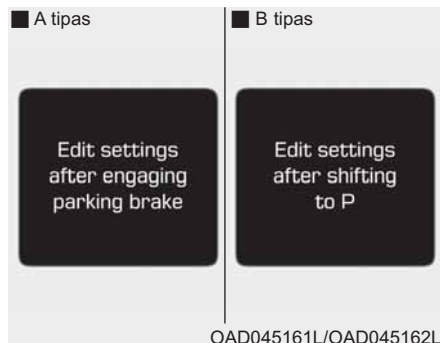 ■ A tipas
■ B tipas
Edit settings
after engaging
parking brake
Edit settings
after shifting
to P
OAD045161L/OAD045162L